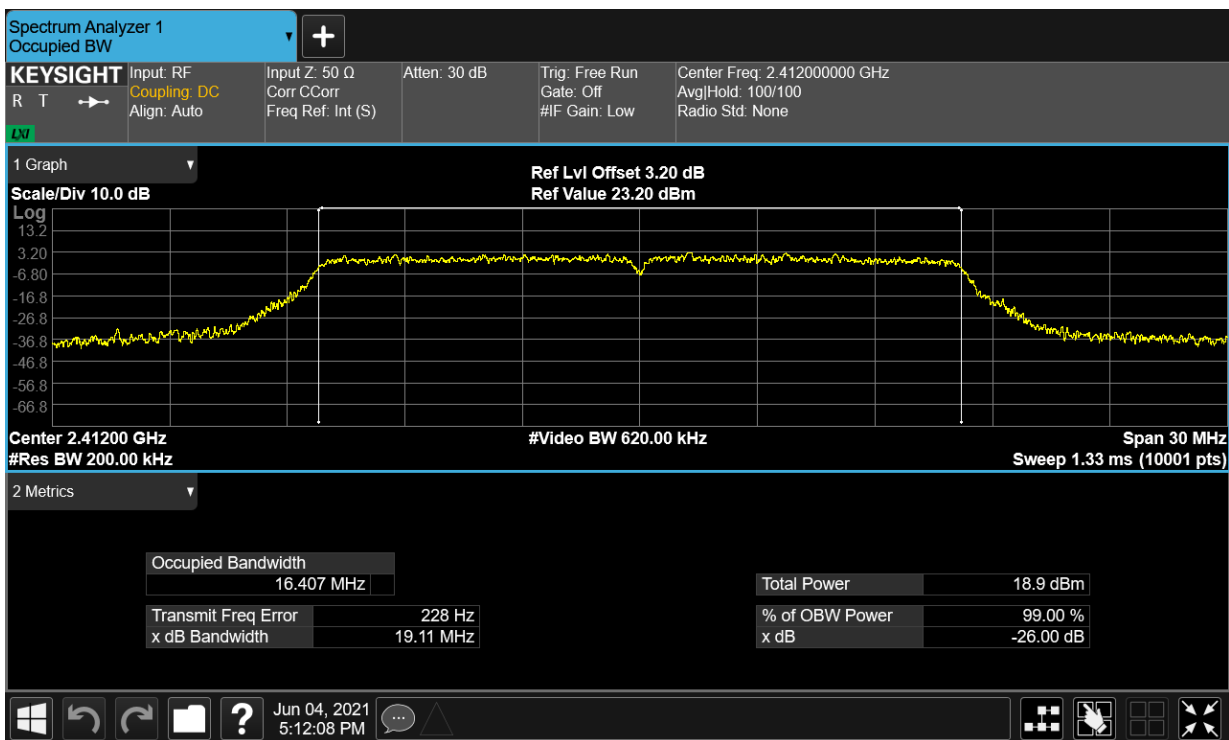 Spectrum Analyzer 1
Occupied BW
+
KEYSIGHT
R T
LXI
Input: RF
Coupling: DC
Align: Auto
Input Z: 50 Ω
Corr CCorr
Freq Ref: Int (S)
Atten: 30 dB
Trig: Free Run
Gate: Off
#IF Gain: Low
Center Freq: 2.412000000 GHz
Avg|Hold: 100/100
Radio Std: None
1 Graph
Ref Lvl Offset 3.20 dB
Scale/Div 10.0 dB
Ref Value 23.20 dBm
Log
13.2
3.20
-6.80
-16.8
-26.8
-36.8
-46.8
-56.8
-66.8
Center 2.41200 GHz
#Video BW 620.00 kHz
Span 30 MHz
#Res BW 200.00 kHz
Sweep 1.33 ms (10001 pts)
2 Metrics
Occupied Bandwidth
16.407 MHz
Total Power 18.9 dBm
Transmit Freq Error 228 Hz
% of OBW Power 99.00 %
x dB Bandwidth 19.11 MHz
x dB -26.00 dB
?
Jun 04, 2021
5:12:08 PM